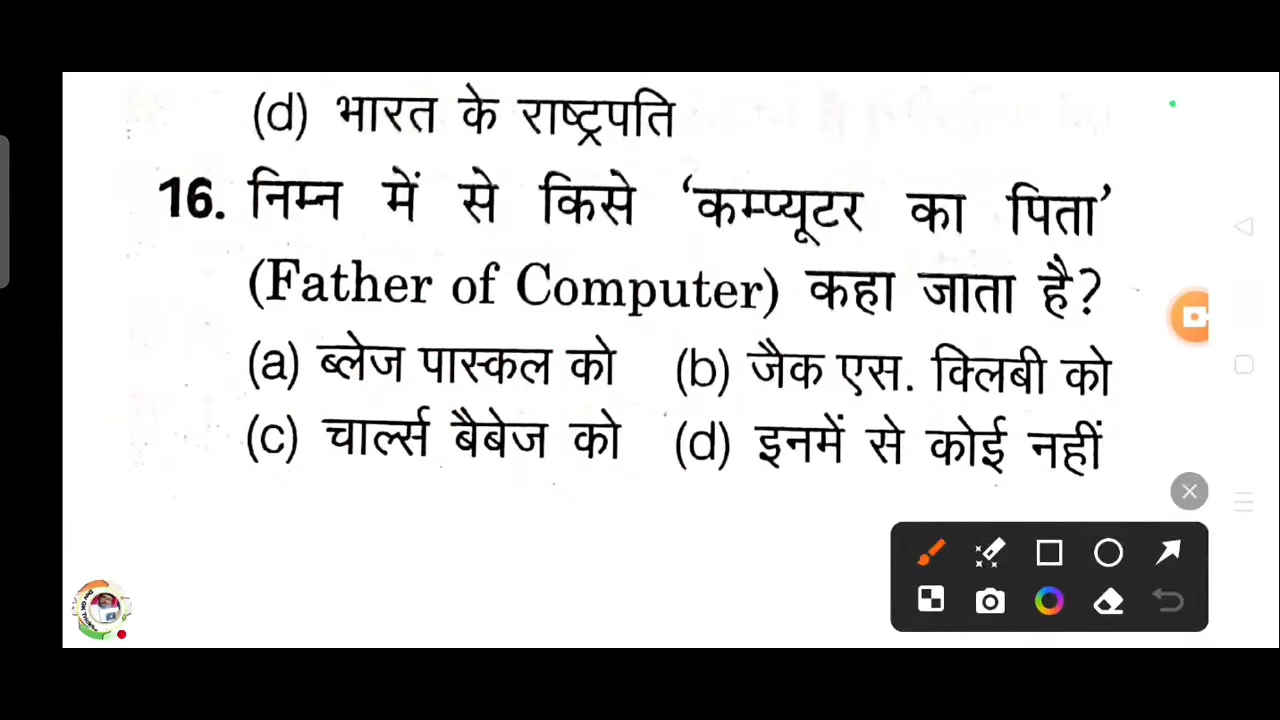 (d) भारत के राष्ट्रपति
16. निम्न में से किसे ‘कम्प्यूटर का पिता’
(Father of Computer) कहा जाता है?
(a) ब्लेज पास्कल को (b) जैक एस. क्लिबी को
(c) चार्ल्स बैबेज को (d) इनमें से कोई नहीं